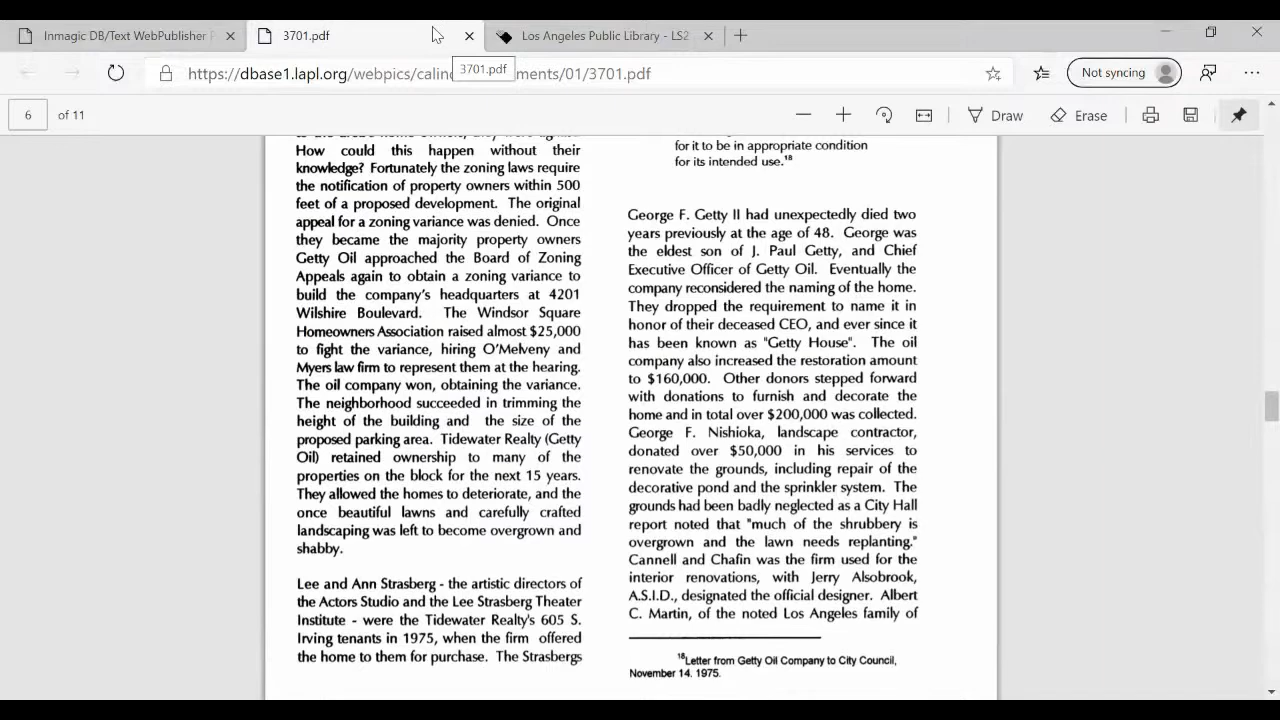 Inmagic DB/Text WebPublisher P
3701.pdf
Los Angeles Public Library - LS2
https://dbase1.lapl.org/webpics/calin
ments/01/3701.pdf
3701.pdf
Not syncing
6 of 11
Draw
Erase
How could this happen without their
knowledge? Fortunately the zoning laws require
the notification of property owners within 500
feet of a proposed development. The original
appeal for a zoning variance was denied. Once
they became the majority property owners
Getty Oil approached the Board of Zoning
Appeals again to obtain a zoning variance to
build the company's headquarters at 4201
Wilshire Boulevard. The Windsor Square
Homeowners Association raised almost $25,000
to fight the variance, hiring O'Melveny and
Myers law firm to represent them at the hearing.
The oil company won, obtaining the variance.
The neighborhood succeeded in trimming the
height of the building and the size of the
proposed parking area. Tidewater Realty (Getty
Oil) retained ownership to many of the
properties on the block for the next 15 years.
They allowed the homes to deteriorate, and the
once beautiful lawns and carefully crafted
landscaping was left to become overgrown and
shabby.
Lee and Ann Strasberg - the artistic directors of
the Actors Studio and the Lee Strasberg Theater
Institute - were the Tidewater Realty's 605 S.
Irving tenants in 1975, when the firm offered
the home to them for purchase. The Strasbergs
for it to be in appropriate condition
for its intended use.18
George F. Getty II had unexpectedly died two
years previously at the age of 48. George was
the eldest son of J. Paul Getty, and Chief
Executive Officer of Getty Oil. Eventually the
company reconsidered the naming of the home.
They dropped the requirement to name it in
honor of their deceased CEO, and ever since it
has been known as "Getty House". The oil
company also increased the restoration amount
to $160,000. Other donors stepped forward
with donations to furnish and decorate the
home and in total over $200,000 was collected.
George F. Nishioka, landscape contractor,
donated over $50,000 in his services to
renovate the grounds, including repair of the
decorative pond and the sprinkler system. The
grounds had been badly neglected as a City Hall
report noted that "much of the shrubbery is
overgrown and the lawn needs replanting."
Cannell and Chafin was the firm used for the
interior renovations, with Jerry Alsobrook,
A.S.I.D., designated the official designer. Albert
C. Martin, of the noted Los Angeles family of
18Letter from Getty Oil Company to City Council,
November 14. 1975.